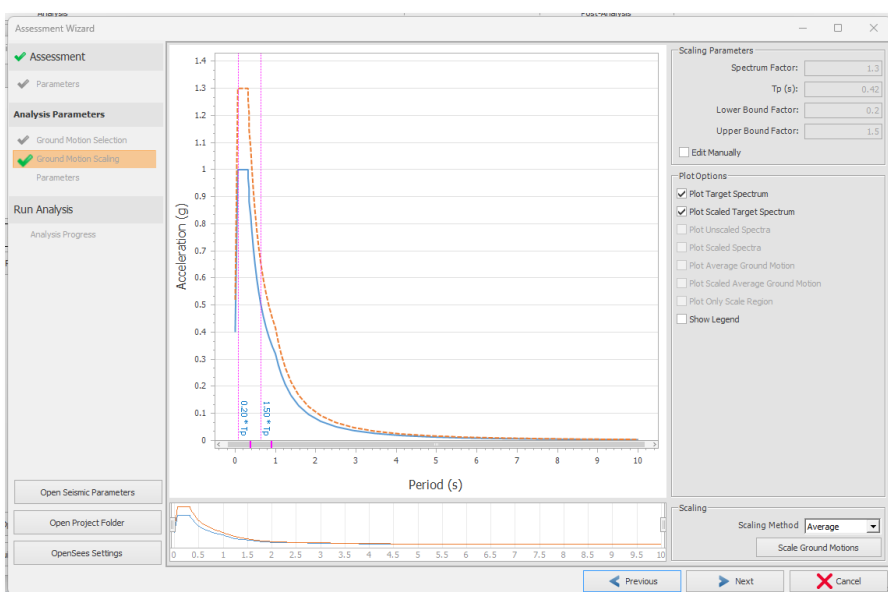 Analysis
Post-Analysis
Assessment Wizard
Assessment
Parameters
Analysis Parameters
Ground Motion Selection
Ground Motion Scaling
Parameters
Run Analysis
Analysis Progress
Open Seismic Parameters
Open Project Folder
OpenSees Settings
Acceleration (g)
1.4
1.3
1.2
1.1
1
0.9
0.8
0.7
0.6
0.5
0.4
0.3
0.2
0.1
0
0.20 * Tp
1.50 * Tp
0 1 2 3 4 5 6 7 8 9 10
Period (s)
0 0.5 1 1.5 2 2.5 3 3.5 4 4.5 5 5.5 6 6.5 7 7.5 8 8.5 9 9.5 10
Scaling Parameters
Spectrum Factor: 1.3
Tp (s): 0.42
Lower Bound Factor: 0.2
Upper Bound Factor: 1.5
Edit Manually
Plot Options
Plot Target Spectrum
Plot Scaled Target Spectrum
Plot Unscaled Spectra
Plot Scaled Spectra
Plot Average Ground Motion
Plot Scaled Average Ground Motion
Plot Only Scale Region
Show Legend
Scaling
Scaling Method Average
Scale Ground Motions
Previous
Next
Cancel